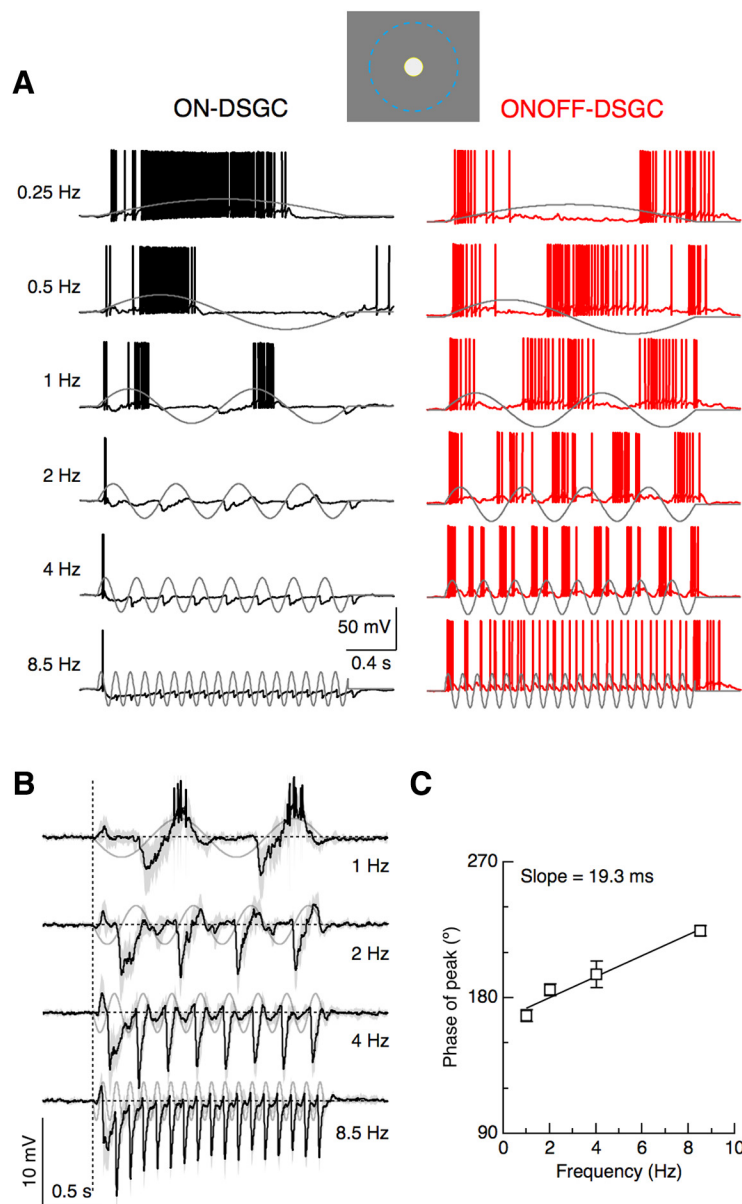 A
ON-DSGC
ONOFF-DSGC
0.25 Hz
0.5 Hz
1 Hz
2 Hz
4 Hz
50 mV
0.4 s
8.5 Hz
B
1 Hz
2 Hz
4 Hz
8.5 Hz
10 mV
0.5 s
C
270
Slope = 19.3 ms
Phase of peak (°)
180
90
0 2 4 6 8 10
Frequency (Hz)